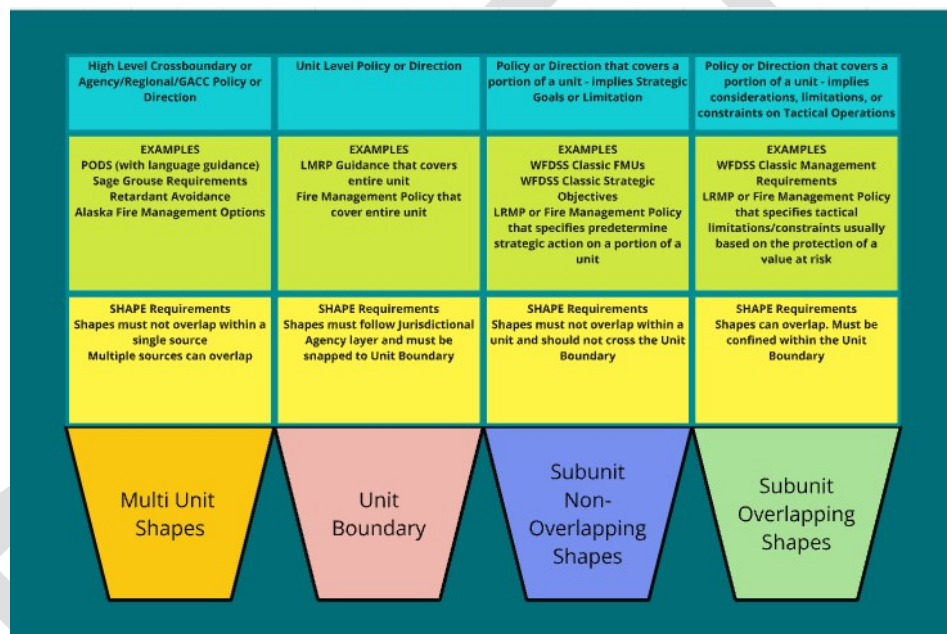 High Level Crossboundary or
Agency/Regional/GACC Policy or
Direction
Unit Level Policy or Direction
Policy or Direction that covers a
portion of a unit - implies Strategic
Goals or Limitation
Policy or Direction that covers a
portion of a unit - implies
considerations, limitations, or
constraints on Tactical Operations
EXAMPLES
PODS (with language guidance)
Sage Grouse Requirements
Retardant Avoidance
Alaska Fire Management Options
EXAMPLES
LMRP Guidance that covers
entire unit
Fire Management Policy that
cover entire unit
EXAMPLES
WFDSS Classic FMUs
WFDSS Classic Strategic
Objectives
LRMP or Fire Management Policy
that specifies predetermine
strategic action on a portion of a
unit
EXAMPLES
WFDSS Classic Management
Requirements
LRMP or Fire Management Policy
that specifies tactical
limitations/constraints usually
based on the protection of a
value at risk
SHAPE Requirements
Shapes must not overlap within a
single source
Multiple sources can overlap
SHAPE Requirements
Shapes must follow Jurisdictional
Agency layer and must be
snapped to Unit Boundary
SHAPE Requirements
Shapes must not overlap within a
unit and should not cross the Unit
Boundary
SHAPE Requirements
Shapes can overlap. Must be
confined within the Unit
Boundary
Multi Unit
Shapes
Unit
Boundary
Subunit
Non-
Overlapping
Shapes
Subunit
Overlapping
Shapes